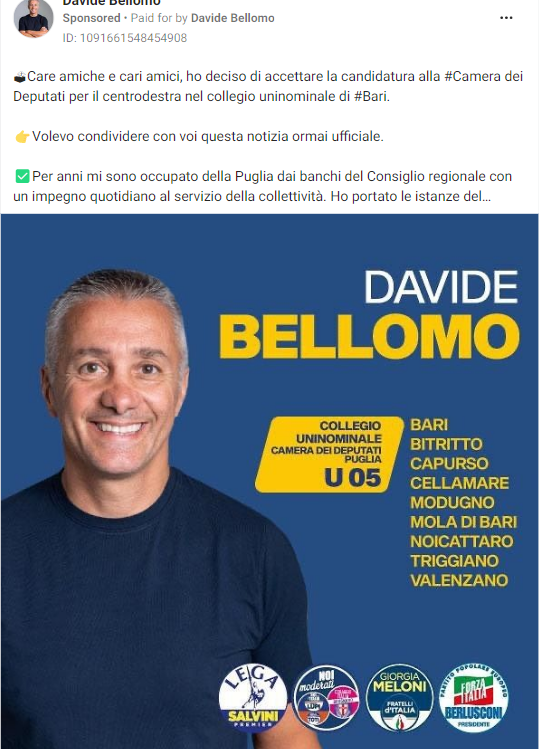 Davide Bellomo
Sponsored • Paid for by Davide Bellomo
ID: 1091661548454908
🗳️Care amiche e cari amici, ho deciso di accettare la candidatura alla #Camera dei
Deputati per il centrodestra nel collegio uninominale di #Bari.
👉Volevo condividere con voi questa notizia ormai ufficiale.
✅Per anni mi sono occupato della Puglia dai banchi del Consiglio regionale con
un impegno quotidiano al servizio della collettività. Ho portato le istanze del...
DAVIDE
BELLOMO
COLLEGIO
UNINOMINALE
CAMERA DEI DEPUTATI
PUGLIA
U 05
BARI
BITRITTO
CAPURSO
CELLAMARE
MODUGNO
MOLA DI BARI
NOICATTARO
TRIGGIANO
VALENZANO
LEGA
SALVINI
PREMIER
NOI
moderati
LUPI
TOTI
GIORGIA
MELONI
FRATELLI
d'ITALIA
PARTITO POPOLARE EUROPEO
FORZA
ITALIA
BERLUSCONI
PRESIDENTE